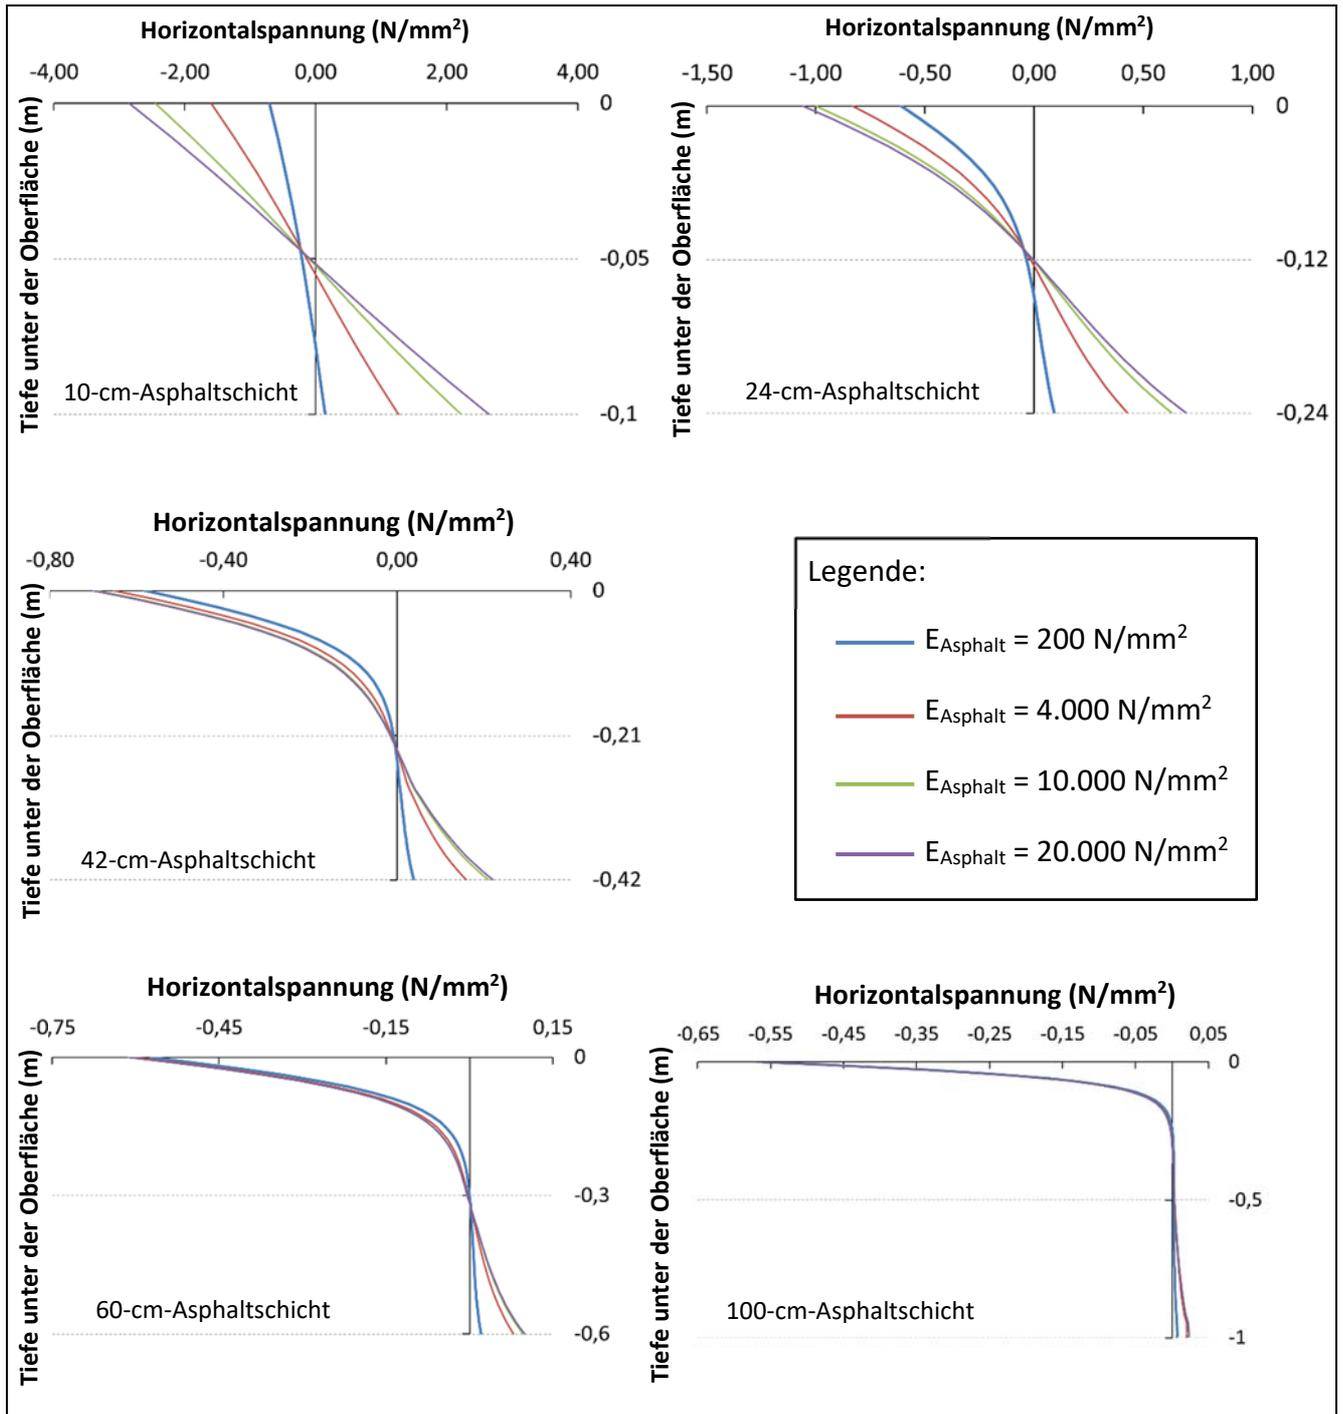 Horizontalspannung (N/mm²)
-4,00 -2,00 0,00 2,00 4,00
0
-0,05
-0,1
Tiefe unter der Oberfläche (m)
10-cm-Asphaltschicht
Horizontalspannung (N/mm²)
-1,50 -1,00 -0,50 0,00 0,50 1,00
0
-0,12
-0,24
Tiefe unter der Oberfläche (m)
24-cm-Asphaltschicht
Horizontalspannung (N/mm²)
-0,80 -0,40 0,00 0,40
0
-0,21
-0,42
Tiefe unter der Oberfläche (m)
42-cm-Asphaltschicht
Legende:
EAsphalt = 200 N/mm²
EAsphalt = 4.000 N/mm²
EAsphalt = 10.000 N/mm²
EAsphalt = 20.000 N/mm²
Horizontalspannung (N/mm²)
-0,75 -0,45 -0,15 0,15
0
-0,3
-0,6
Tiefe unter der Oberfläche (m)
60-cm-Asphaltschicht
Horizontalspannung (N/mm²)
-0,65 -0,55 -0,45 -0,35 -0,25 -0,15 -0,05 0,05
0
-0,5
-1
Tiefe unter der Oberfläche (m)
100-cm-Asphaltschicht